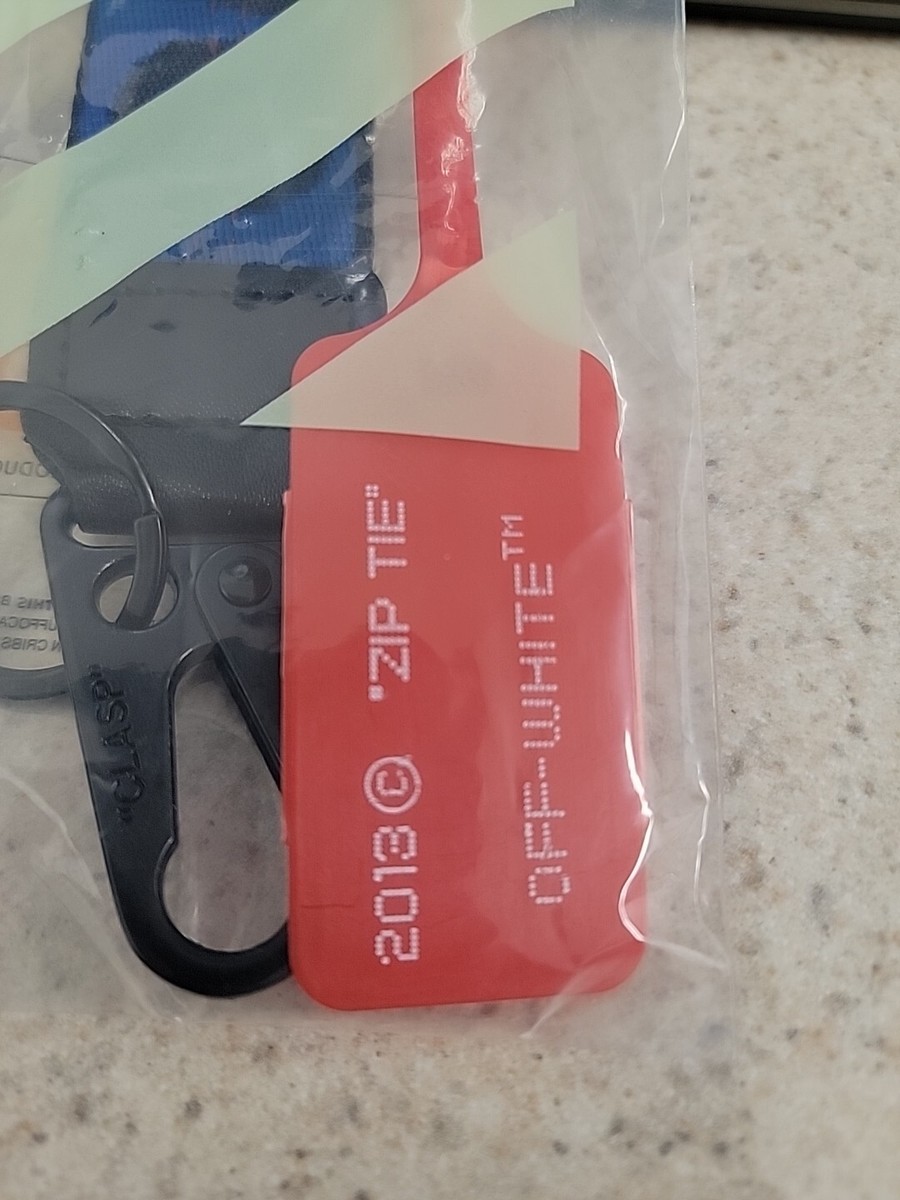 2013 © "ZIP TIE"
OFF-WHITE™
"CLASP"